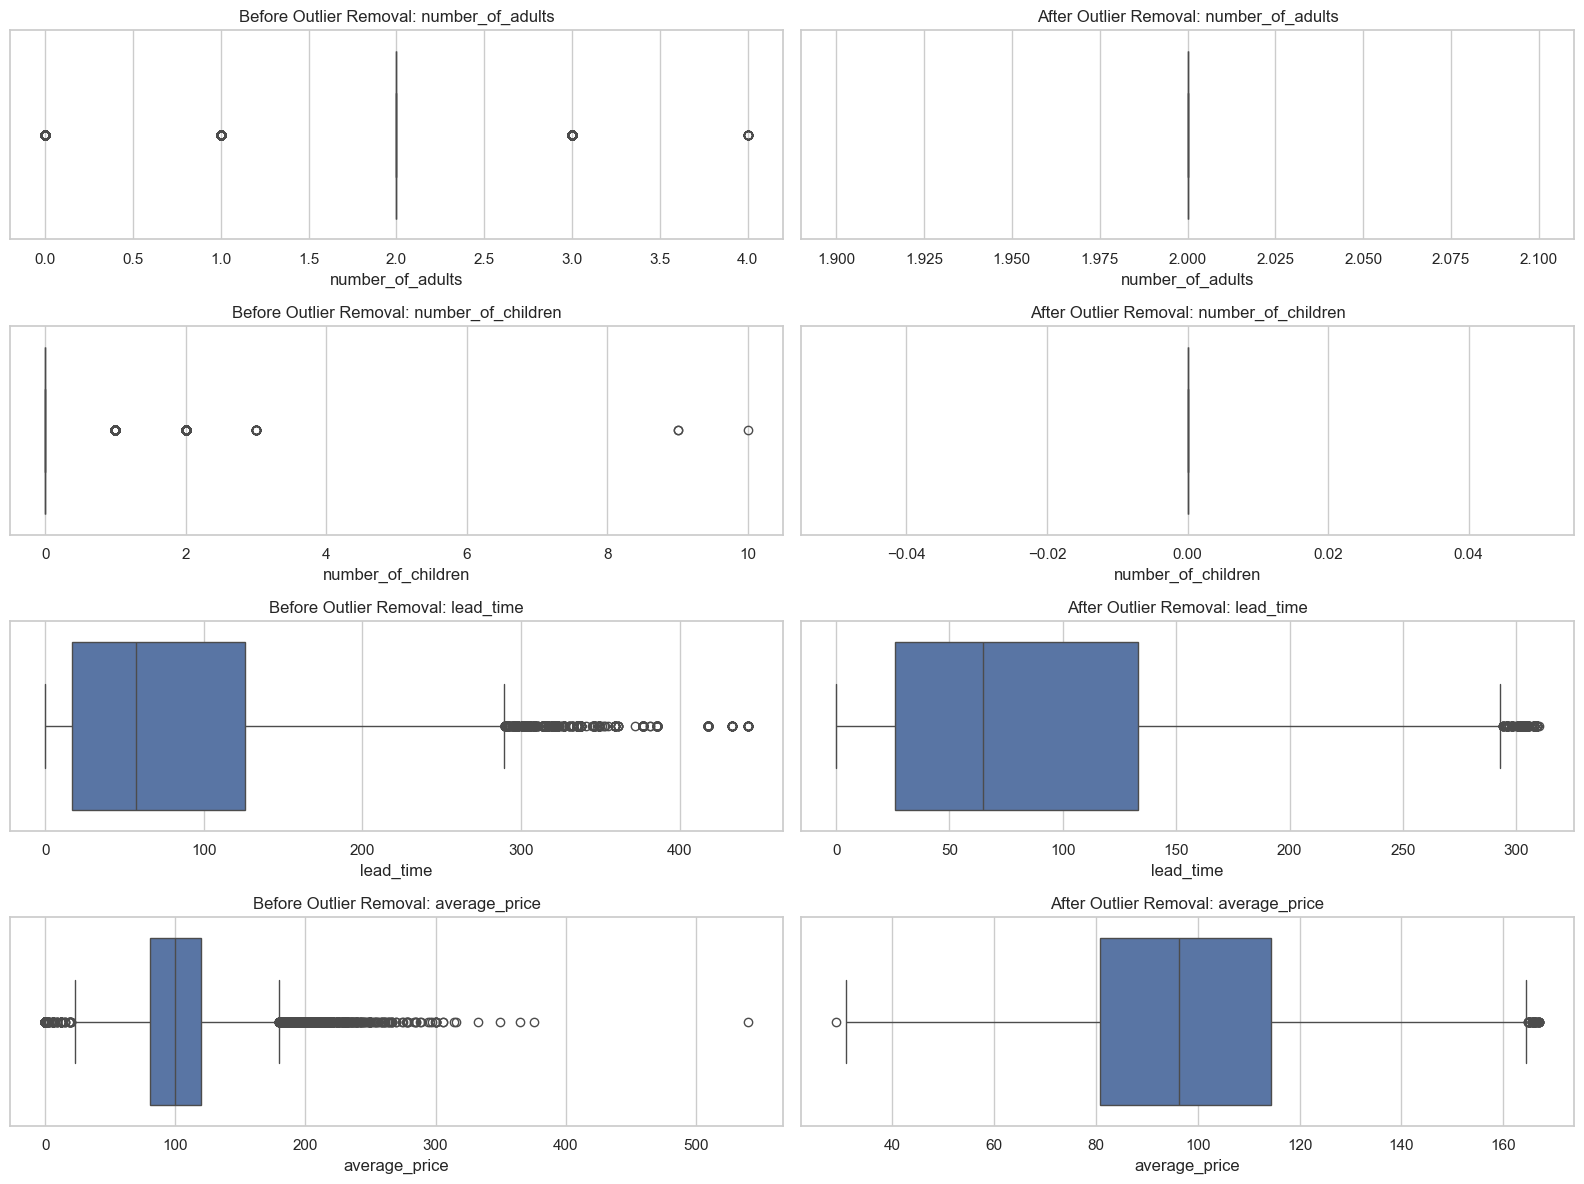 Before Outlier Removal: number_of_adults
0.0 0.5 1.0 1.5 2.0 2.5 3.0 3.5 4.0
number_of_adults
After Outlier Removal: number_of_adults
1.900 1.925 1.950 1.975 2.000 2.025 2.050 2.075 2.100
number_of_adults
Before Outlier Removal: number_of_children
0 2 4 6 8 10
number_of_children
After Outlier Removal: number_of_children
−0.04 −0.02 0.00 0.02 0.04
number_of_children
Before Outlier Removal: lead_time
0 100 200 300 400
lead_time
After Outlier Removal: lead_time
0 50 100 150 200 250 300
lead_time
Before Outlier Removal: average_price
0 100 200 300 400 500
average_price
After Outlier Removal: average_price
40 60 80 100 120 140 160
average_price